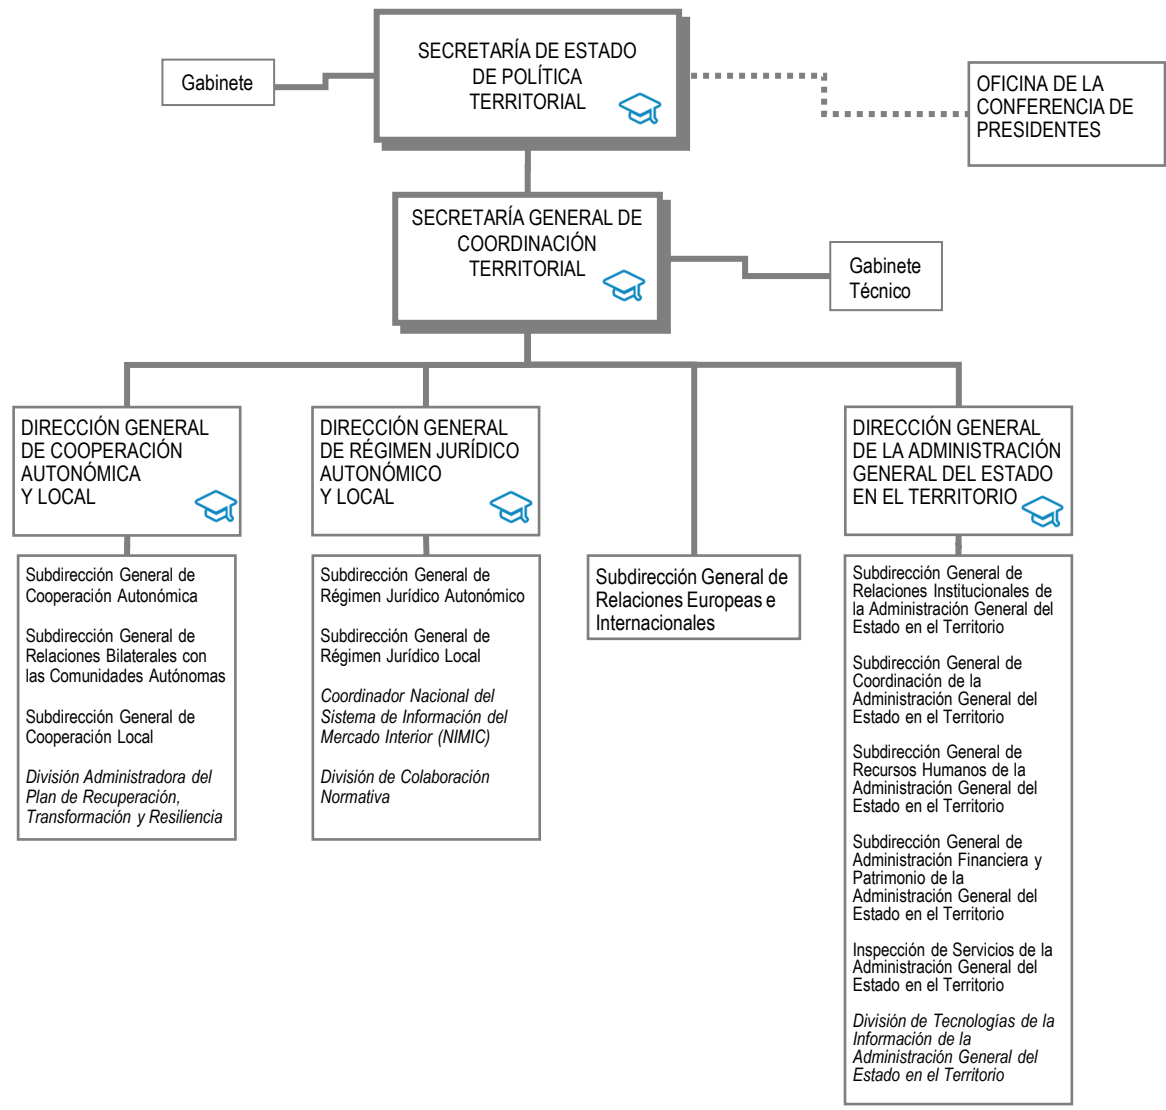 SECRETARÍA DE ESTADO
DE POLÍTICA
TERRITORIAL
Gabinete
OFICINA DE LA
CONFERENCIA DE
PRESIDENTES
SECRETARÍA GENERAL DE
COORDINACIÓN
TERRITORIAL
Gabinete
Técnico
DIRECCIÓN GENERAL
DE COOPERACIÓN
AUTONÓMICA
Y LOCAL
Subdirección General de
Cooperación Autonómica
Subdirección General de
Relaciones Bilaterales con
las Comunidades Autónomas
Subdirección General de
Cooperación Local
División Administradora del
Plan de Recuperación,
Transformación y Resiliencia
DIRECCIÓN GENERAL
DE RÉGIMEN JURÍDICO
AUTONÓMICO
Y LOCAL
Subdirección General de
Régimen Jurídico Autonómico
Subdirección General de
Régimen Jurídico Local
Coordinador Nacional del
Sistema de Información del
Mercado Interior (NIMIC)
División de Colaboración
Normativa
Subdirección General de
Relaciones Europeas e
Internacionales
DIRECCIÓN GENERAL
DE LA ADMINISTRACIÓN
GENERAL DEL ESTADO
EN EL TERRITORIO
Subdirección General de
Relaciones Institucionales de
la Administración General del
Estado en el Territorio
Subdirección General de
Coordinación de la
Administración General del
Estado en el Territorio
Subdirección General de
Recursos Humanos de la
Administración General del
Estado en el Territorio
Subdirección General de
Administración Financiera y
Patrimonio de la
Administración General del
Estado en el Territorio
Inspección de Servicios de la
Administración General del
Estado en el Territorio
División de Tecnologías de la
Información de la
Administración General del
Estado en el Territorio